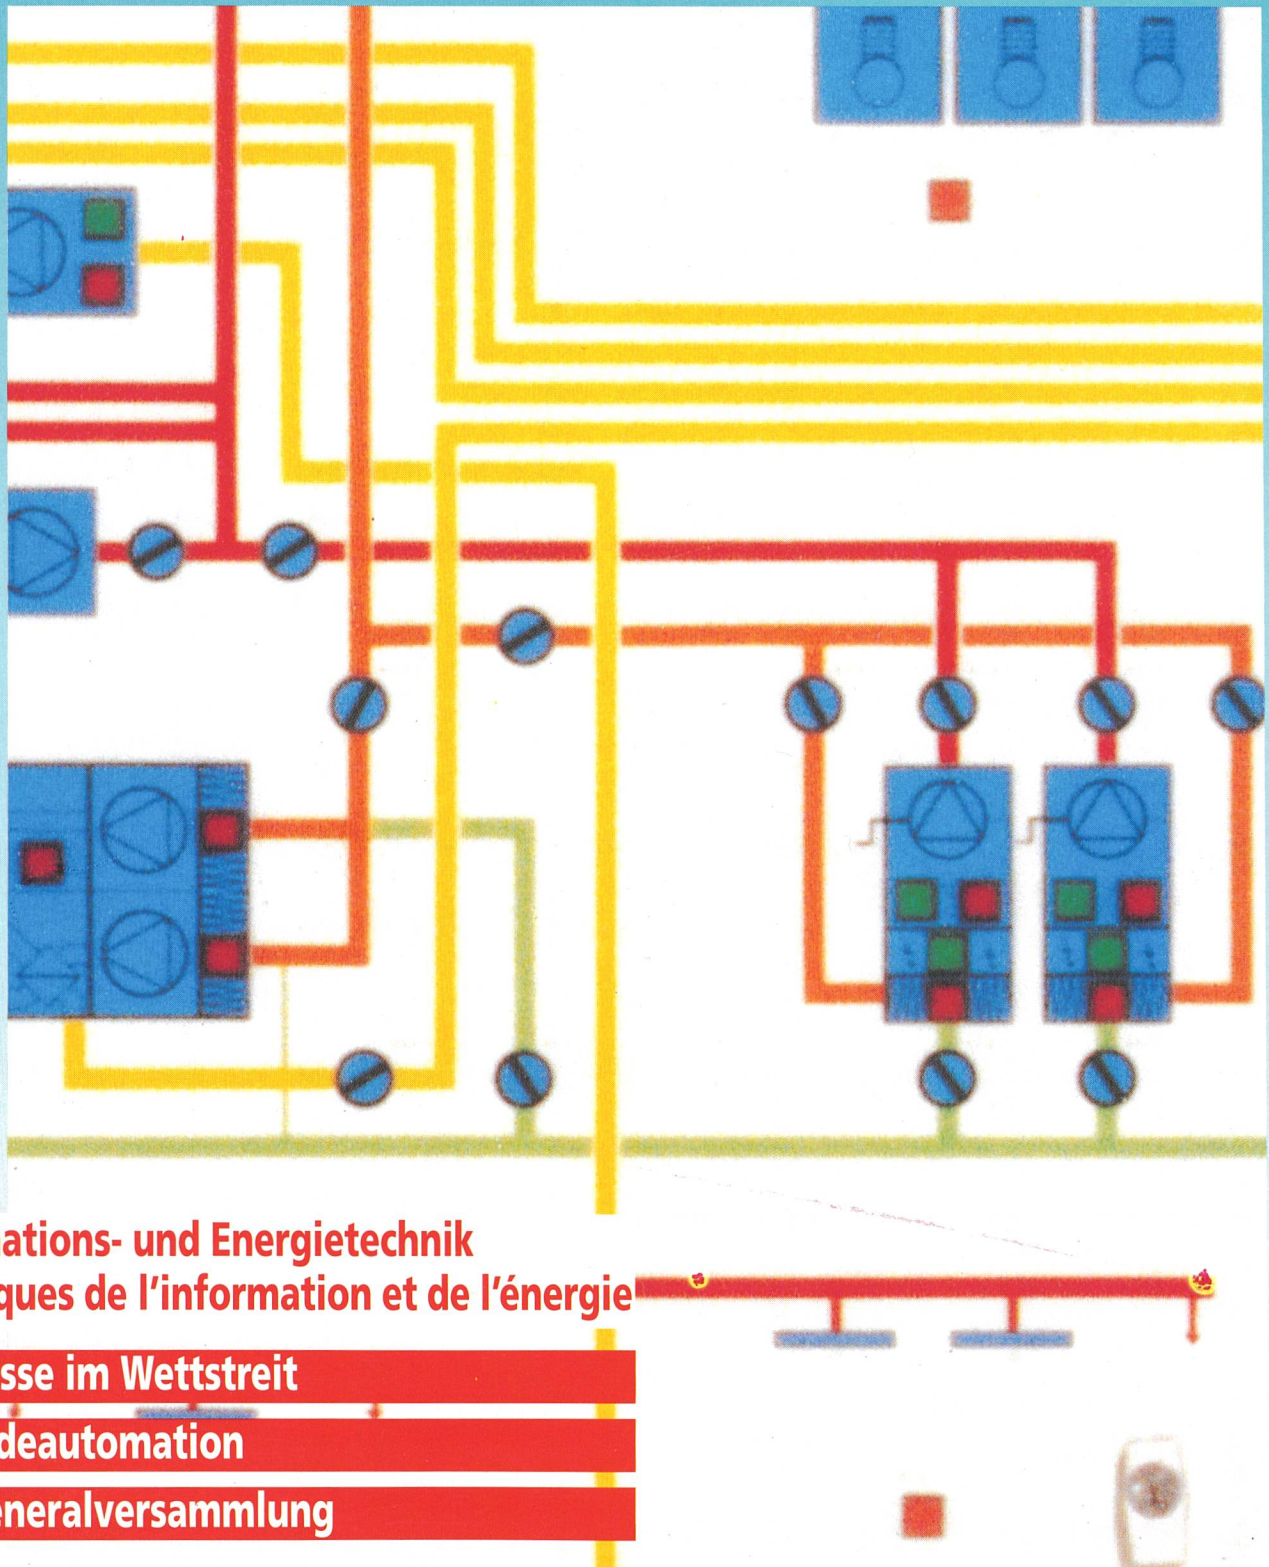 ations- und Energietechnik
ques de l'information et de l'énergie
sse im Wettstreit
deautomation
eneralversammlung